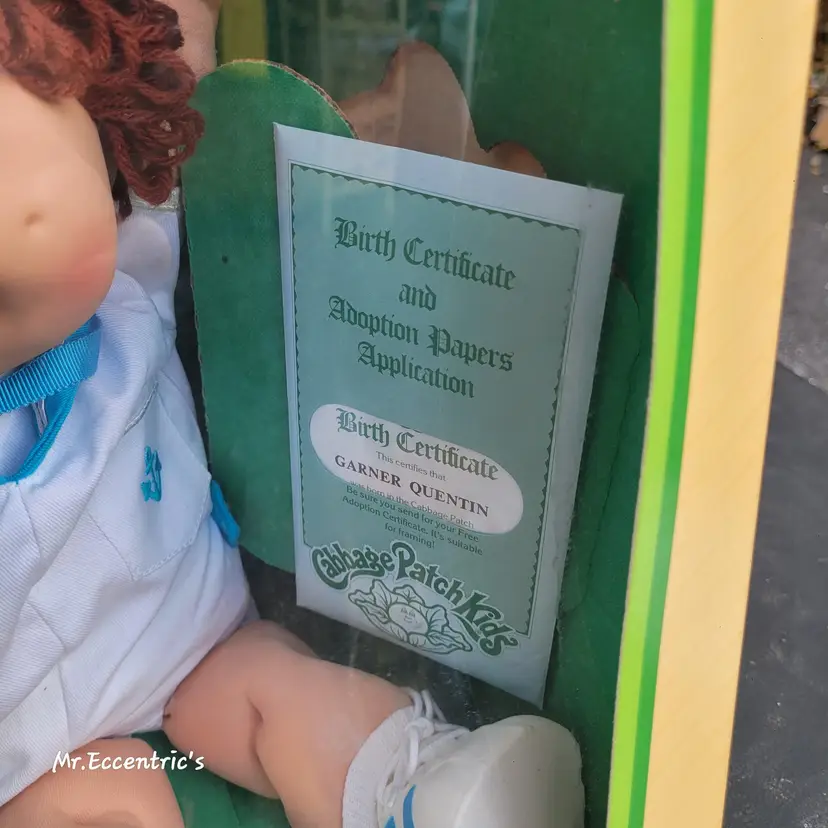 Birth Certificate
and
Adoption Papers
Application
Birth Certificate
This certifies that
GARNER QUENTIN
was born in the Cabbage Patch
Be sure you send for your Free
Adoption Certificate. It's suitable
for framing!
Cabbage Patch Kids
Mr.Eccentric's